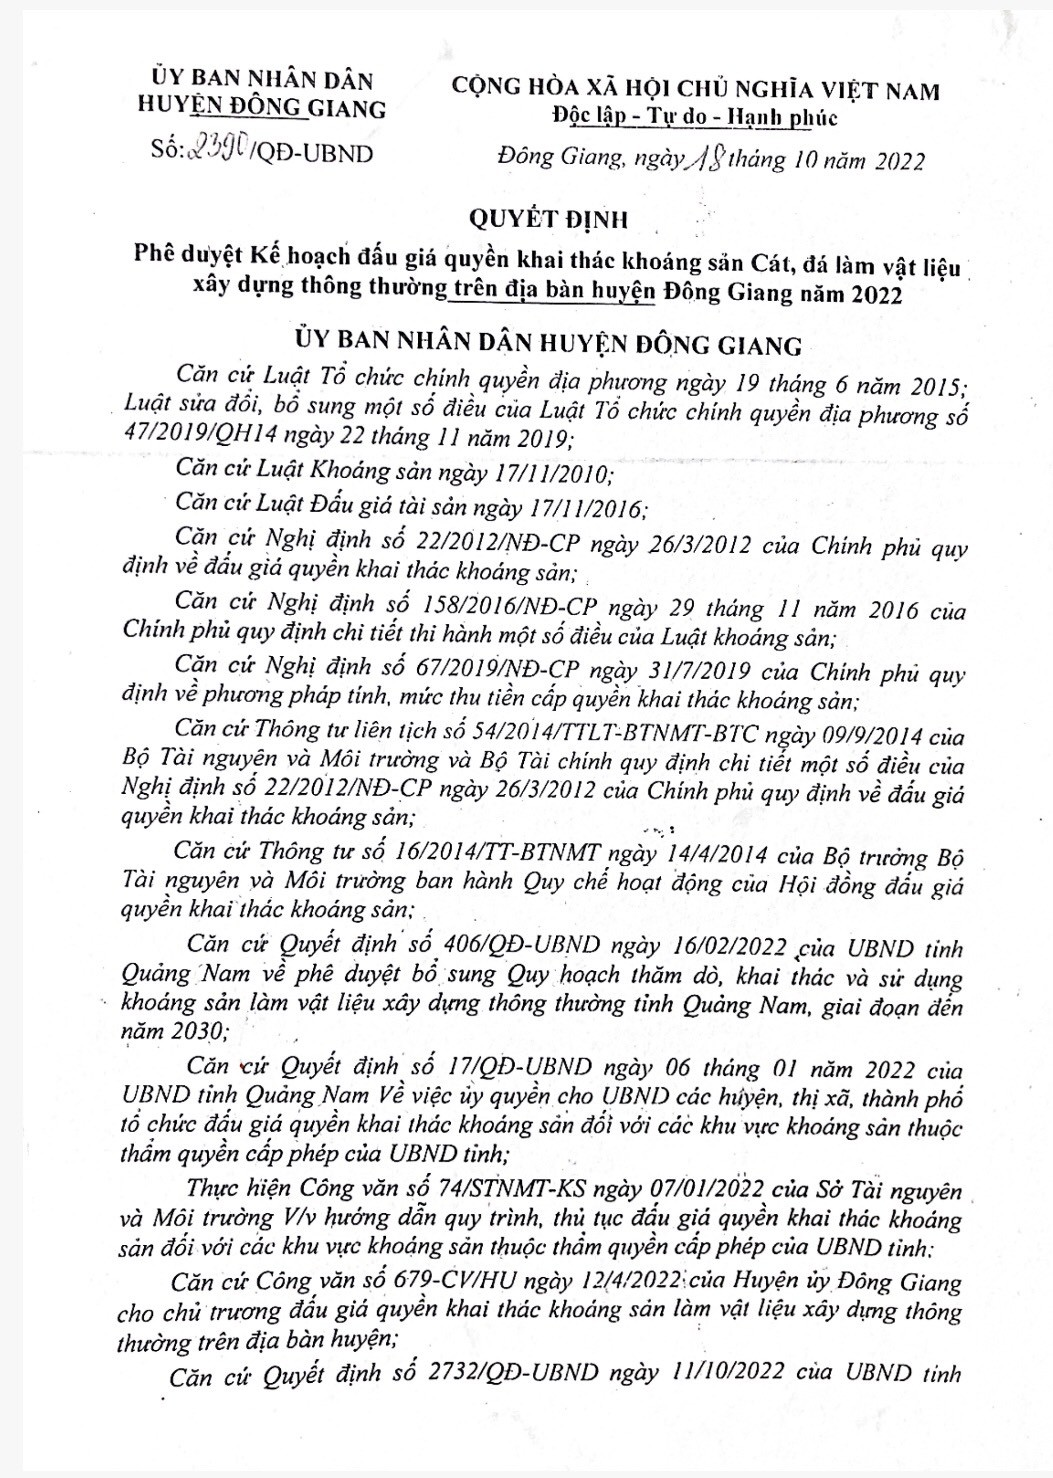 ỦY BAN NHÂN DÂN
HUYỆN ĐÔNG GIANG
Số: 2390/QĐ-UBND
CỘNG HÒA XÃ HỘI CHỦ NGHĨA VIỆT NAM
Độc lập - Tự do - Hạnh phúc
Đông Giang, ngày 18 tháng 10 năm 2022
QUYẾT ĐỊNH
Phê duyệt Kế hoạch đấu giá quyền khai thác khoáng sản Cát, đá làm vật liệu
xây dựng thông thường trên địa bàn huyện Đông Giang năm 2022
ỦY BAN NHÂN DÂN HUYỆN ĐÔNG GIANG
Căn cứ Luật Tổ chức chính quyền địa phương ngày 19 tháng 6 năm 2015;
Luật sửa đổi, bổ sung một số điều của Luật Tổ chức chính quyền địa phương số
47/2019/QH14 ngày 22 tháng 11 năm 2019;
Căn cứ Luật Khoáng sản ngày 17/11/2010;
Căn cứ Luật Đấu giá tài sản ngày 17/11/2016;
Căn cứ Nghị định số 22/2012/NĐ-CP ngày 26/3/2012 của Chính phủ quy
định về đấu giá quyền khai thác khoáng sản;
Căn cứ Nghị định số 158/2016/NĐ-CP ngày 29 tháng 11 năm 2016 của
Chính phủ quy định chi tiết thi hành một số điều của Luật khoáng sản;
Căn cứ Nghị định số 67/2019/NĐ-CP ngày 31/7/2019 của Chính phủ quy
định về phương pháp tính, mức thu tiền cấp quyền khai thác khoáng sản;
Căn cứ Thông tư liên tịch số 54/2014/TTLT-BTNMT-BTC ngày 09/9/2014 của
Bộ Tài nguyên và Môi trường và Bộ Tài chính quy định chi tiết một số điều của
Nghị định số 22/2012/NĐ-CP ngày 26/3/2012 của Chính phủ quy định về đấu giá
quyền khai thác khoáng sản;
Căn cứ Thông tư số 16/2014/TT-BTNMT ngày 14/4/2014 của Bộ trưởng Bộ
Tài nguyên và Môi trường ban hành Quy chế hoạt động của Hội đồng đấu giá
quyền khai thác khoáng sản;
Căn cứ Quyết định số 406/QĐ-UBND ngày 16/02/2022 của UBND tỉnh
Quảng Nam về phê duyệt bổ sung Quy hoạch thăm dò, khai thác và sử dụng
khoáng sản làm vật liệu xây dựng thông thường tỉnh Quảng Nam, giai đoạn đến
năm 2030;
Căn cứ Quyết định số 17/QĐ-UBND ngày 06 tháng 01 năm 2022 của
UBND tỉnh Quảng Nam Về việc ủy quyền cho UBND các huyện, thị xã, thành phố
tổ chức đấu giá quyền khai thác khoáng sản đối với các khu vực khoáng sản thuộc
thẩm quyền cấp phép của UBND tỉnh;
Thực hiện Công văn số 74/STNMT-KS ngày 07/01/2022 của Sở Tài nguyên
và Môi trường V/v hướng dẫn quy trình, thủ tục đấu giá quyền khai thác khoáng
sản đối với các khu vực khoáng sản thuộc thẩm quyền cấp phép của UBND tỉnh;
Căn cứ Công văn số 679-CV/HU ngày 12/4/2022 của Huyện ủy Đông Giang
cho chủ trương đấu giá quyền khai thác khoáng sản làm vật liệu xây dựng thông
thường trên địa bàn huyện;
Căn cứ Quyết định số 2732/QĐ-UBND ngày 11/10/2022 của UBND tỉnh